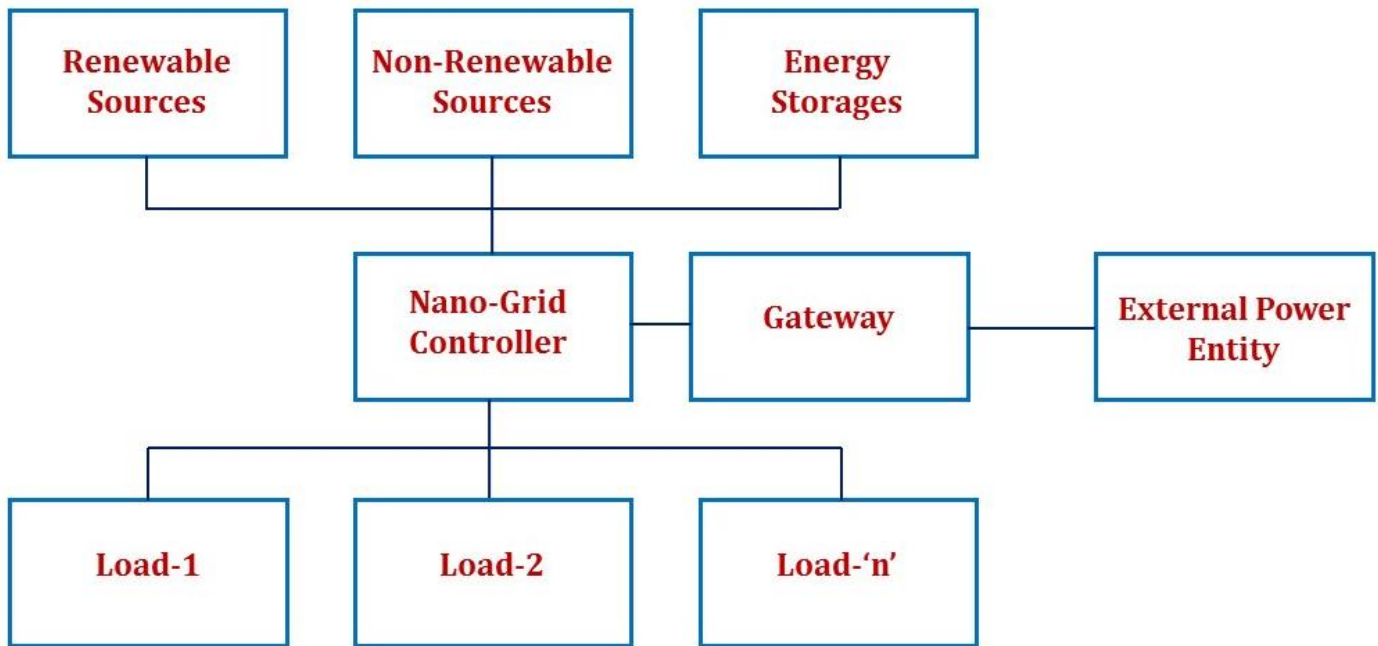 Renewable
Sources
Non-Renewable
Sources
Energy
Storages
Nano-Grid
Controller
Gateway
External Power
Entity
Load-1
Load-2
Load-‘n’